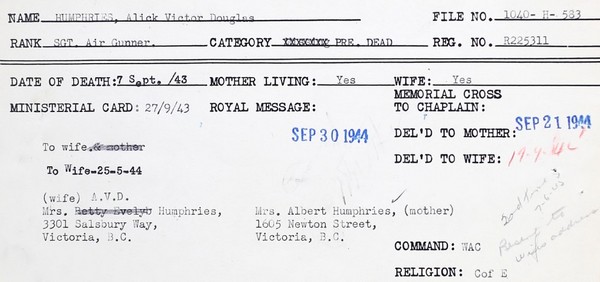 NAME HUMPHRIES, Alick Victor Douglas FILE NO. 1040-H-583
RANK SGT. Air Gunner. CATEGORY XXXXXXX PRE. DEAD REG. NO. R225311
DATE OF DEATH: 7 Sept. /43 MOTHER LIVING: Yes WIFE: Yes
MEMORIAL CROSS
MINISTERIAL CARD: 27/9/43 ROYAL MESSAGE: TO CHAPLAIN:
SEP 30 1944 DEL'D TO MOTHER: SEP 21 1944
To wife.& mother
DEL'D TO WIFE:
To Wife-25-5-44
(wife) A.V.D.
Mrs. Betty Evelyn Humphries, Mrs. Albert Humphries, (mother)
3301 Salsbury Way, 1605 Newton Street,
Victoria, B.C. Victoria, B.C.
COMMAND: WAC
RELIGION: C of E